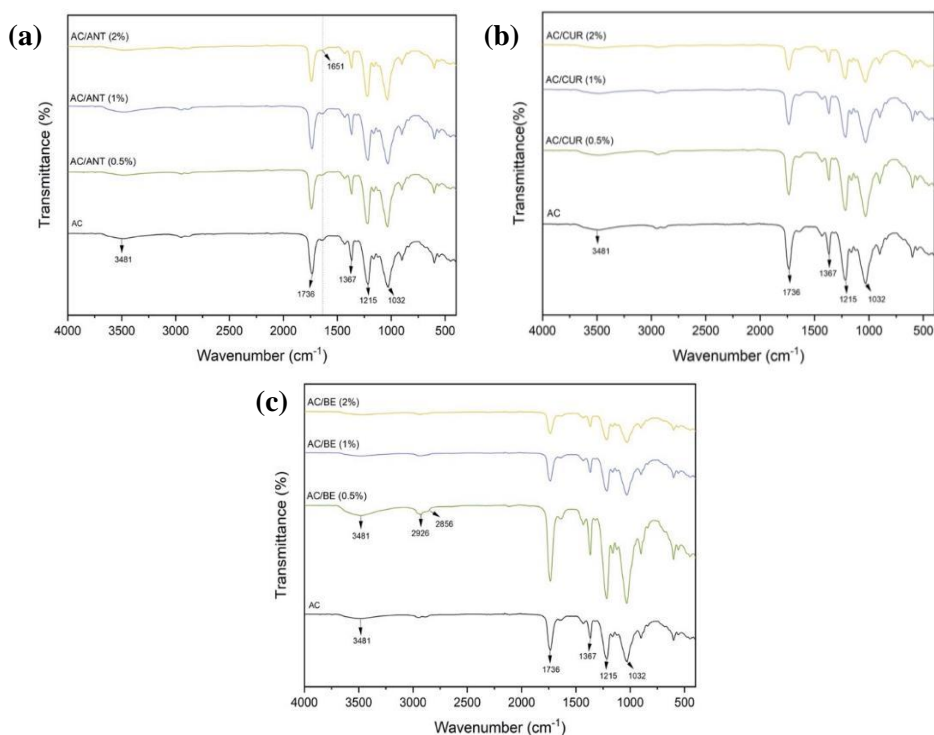 (a)
AC/ANT (2%)
1651
AC/ANT (1%)
AC/ANT (0.5%)
AC
3481
1736
1367
1215
1032
Transmittance (%)
4000 3500 3000 2500 2000 1500 1000 500
Wavenumber (cm⁻¹)
(b)
AC/CUR (2%)
AC/CUR (1%)
AC/CUR (0.5%)
AC
3481
1736
1367
1215
1032
Transmittance(%)
4000 3500 3000 2500 2000 1500 1000 500
Wavenumber (cm⁻¹)
(c)
AC/BE (2%)
AC/BE (1%)
AC/BE (0.5%)
3481
2926
2856
AC
3481
1736
1367
1215
1032
Transmittance (%)
4000 3500 3000 2500 2000 1500 1000 500
Wavenumber (cm⁻¹)